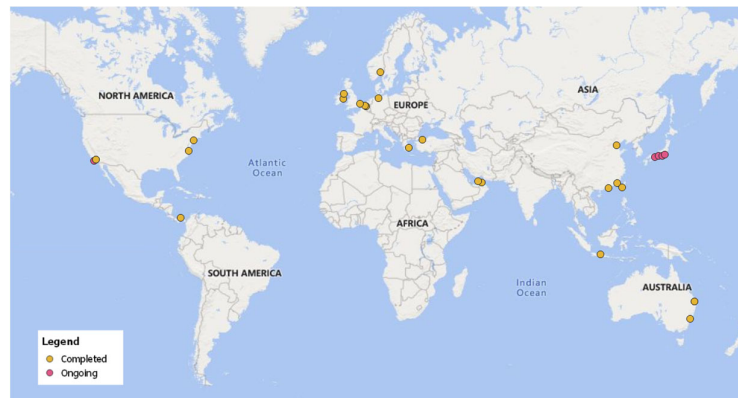 NORTH AMERICA
EUROPE
ASIA
Atlantic
Ocean
AFRICA
SOUTH AMERICA
Indian
Ocean
AUSTRALIA
Legend
Completed
Ongoing